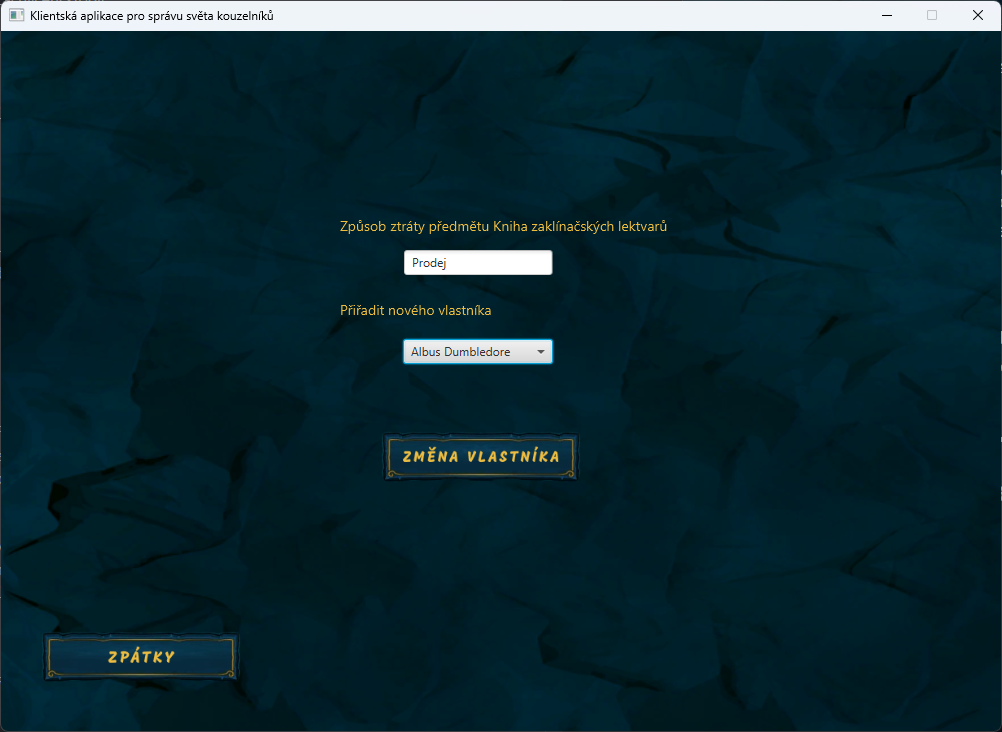 Klientská aplikace pro správu světa kouzelníků
Způsob ztráty předmětu Kniha zaklínačských lektvarů
Prodej
Přiřadit nového vlastníka
Albus Dumbledore
ZMĚNA VLASTNÍKA
ZPÁTKY